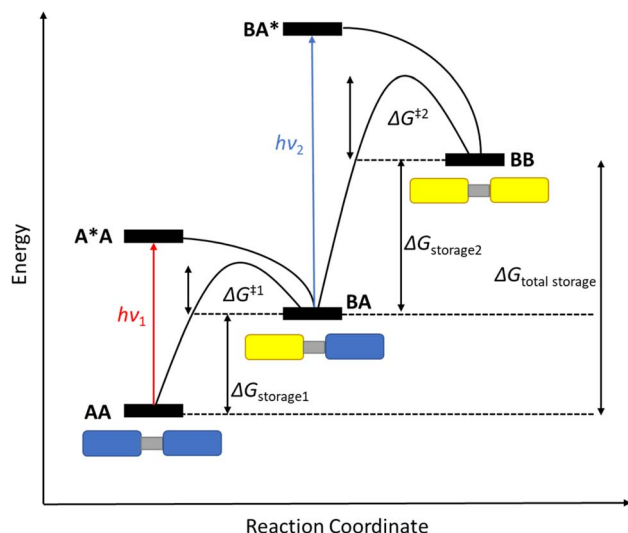 BA*
ΔG‡2
hν2
BB
A*A
ΔGstorage2
ΔGtotal storage
Energy
hν1
ΔG‡1
BA
AA
ΔGstorage1
Reaction Coordinate